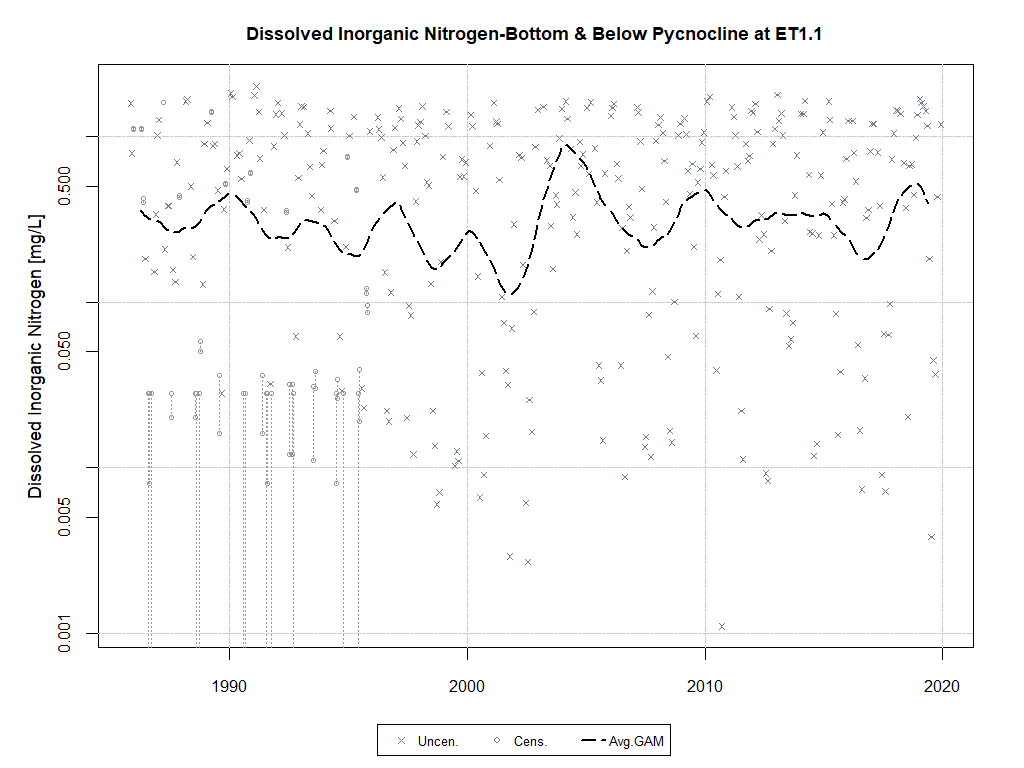 Dissolved Inorganic Nitrogen-Bottom & Below Pycnocline at ET1.1
Dissolved Inorganic Nitrogen [mg/L]
0.500
0.050
0.005
0.001
1990 2000 2010 2020
Uncen. Cens. Avg.GAM